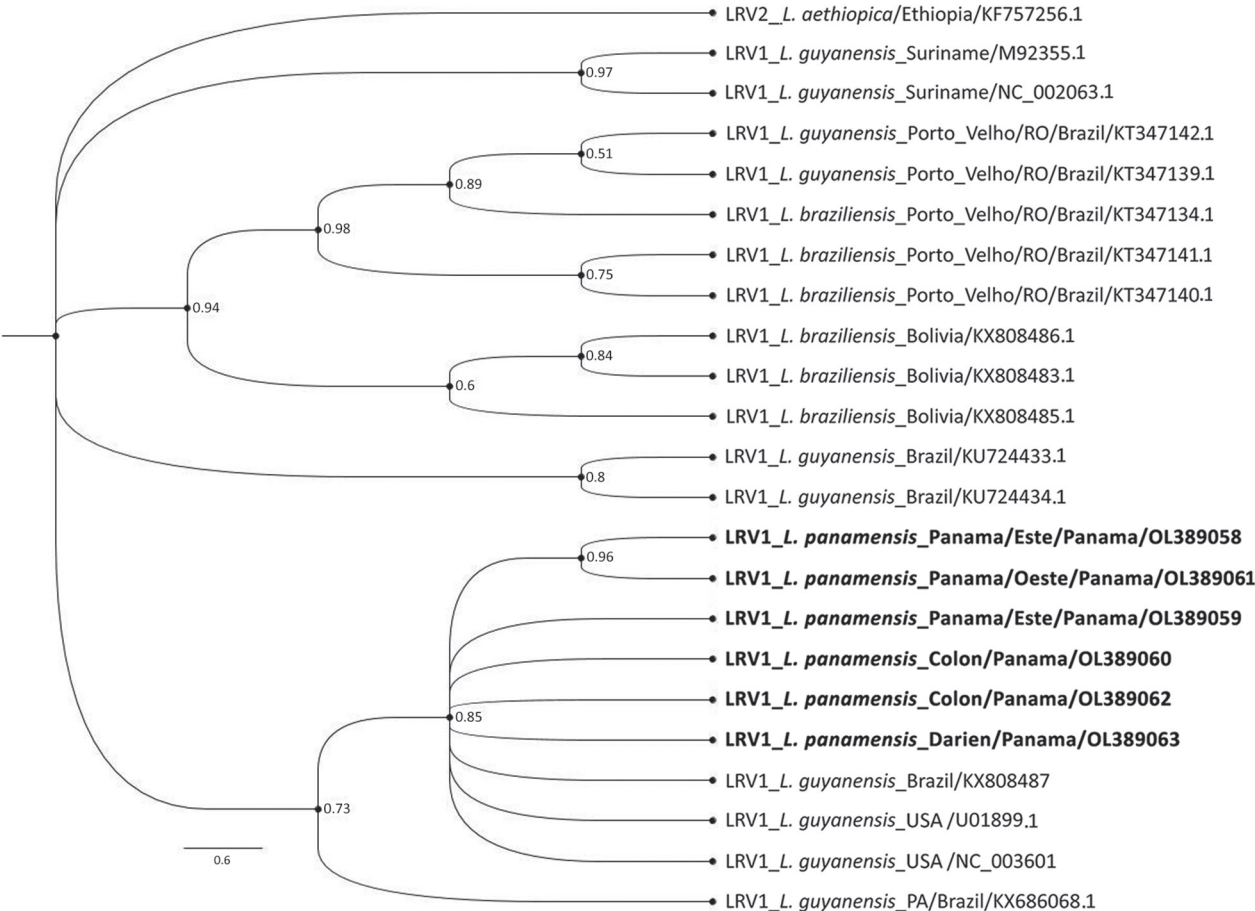 LRV2_L. aethiopica/Ethiopia/KF757256.1
LRV1_L. guyanensis_Suriname/M92355.1
0.97
LRV1_L. guyanensis_Suriname/NC_002063.1
LRV1_L. guyanensis_Porto_Velho/RO/Brazil/KT347142.1
0.51
LRV1_L. guyanensis_Porto_Velho/RO/Brazil/KT347139.1
0.89
LRV1_L. braziliensis_Porto_Velho/RO/Brazil/KT347134.1
0.98
LRV1_L. braziliensis_Porto_Velho/RO/Brazil/KT347141.1
0.75
LRV1_L. braziliensis_Porto_Velho/RO/Brazil/KT347140.1
0.94
LRV1_L. braziliensis_Bolivia/KX808486.1
0.84
LRV1_L. braziliensis_Bolivia/KX808483.1
0.6
LRV1_L. braziliensis_Bolivia/KX808485.1
LRV1_L. guyanensis_Brazil/KU724433.1
0.8
LRV1_L. guyanensis_Brazil/KU724434.1
LRV1_L. panamensis_Panama/Este/Panama/OL389058
0.96
LRV1_L. panamensis_Panama/Oeste/Panama/OL389061
LRV1_L. panamensis_Panama/Este/Panama/OL389059
LRV1_L. panamensis_Colon/Panama/OL389060
LRV1_L. panamensis_Colon/Panama/OL389062
0.85
LRV1_L. panamensis_Darien/Panama/OL389063
LRV1_L. guyanensis_Brazil/KX808487
0.73
LRV1_L. guyanensis_USA /U01899.1
LRV1_L. guyanensis_USA /NC_003601
0.6
LRV1_L. guyanensis_PA/Brazil/KX686068.1